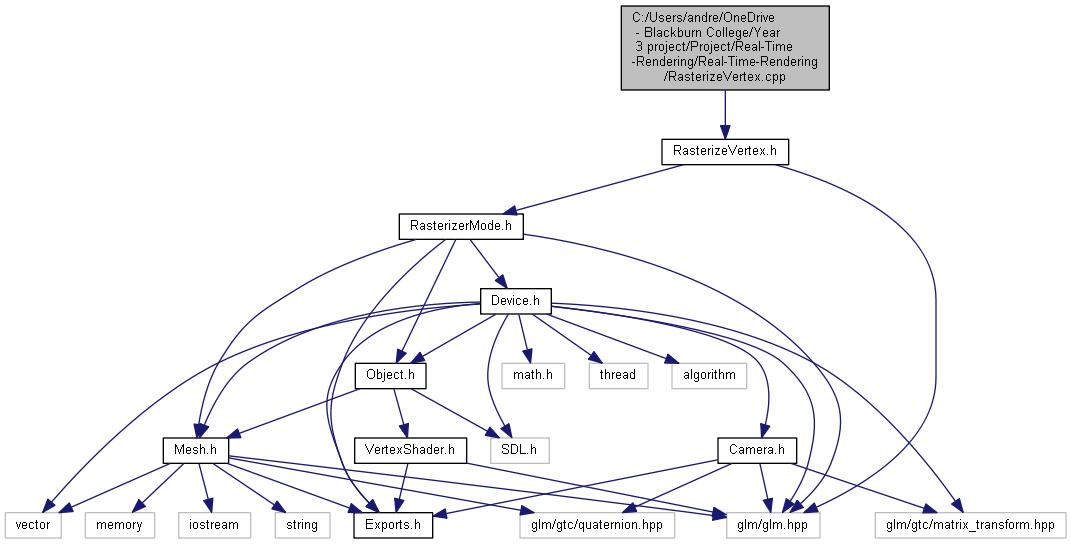 C:/Users/andre/OneDrive
- Blackburn College/Year
3 project/Project/Real-Time
-Rendering/Real-Time-Rendering
/RasterizeVertex.cpp
RasterizeVertex.h
RasterizerMode.h
Device.h
Object.h
math.h
thread
algorithm
Mesh.h
VertexShader.h
SDL.h
Camera.h
vector
memory
iostream
string
Exports.h
glm/gtc/quaternion.hpp
glm/glm.hpp
glm/gtc/matrix_transform.hpp